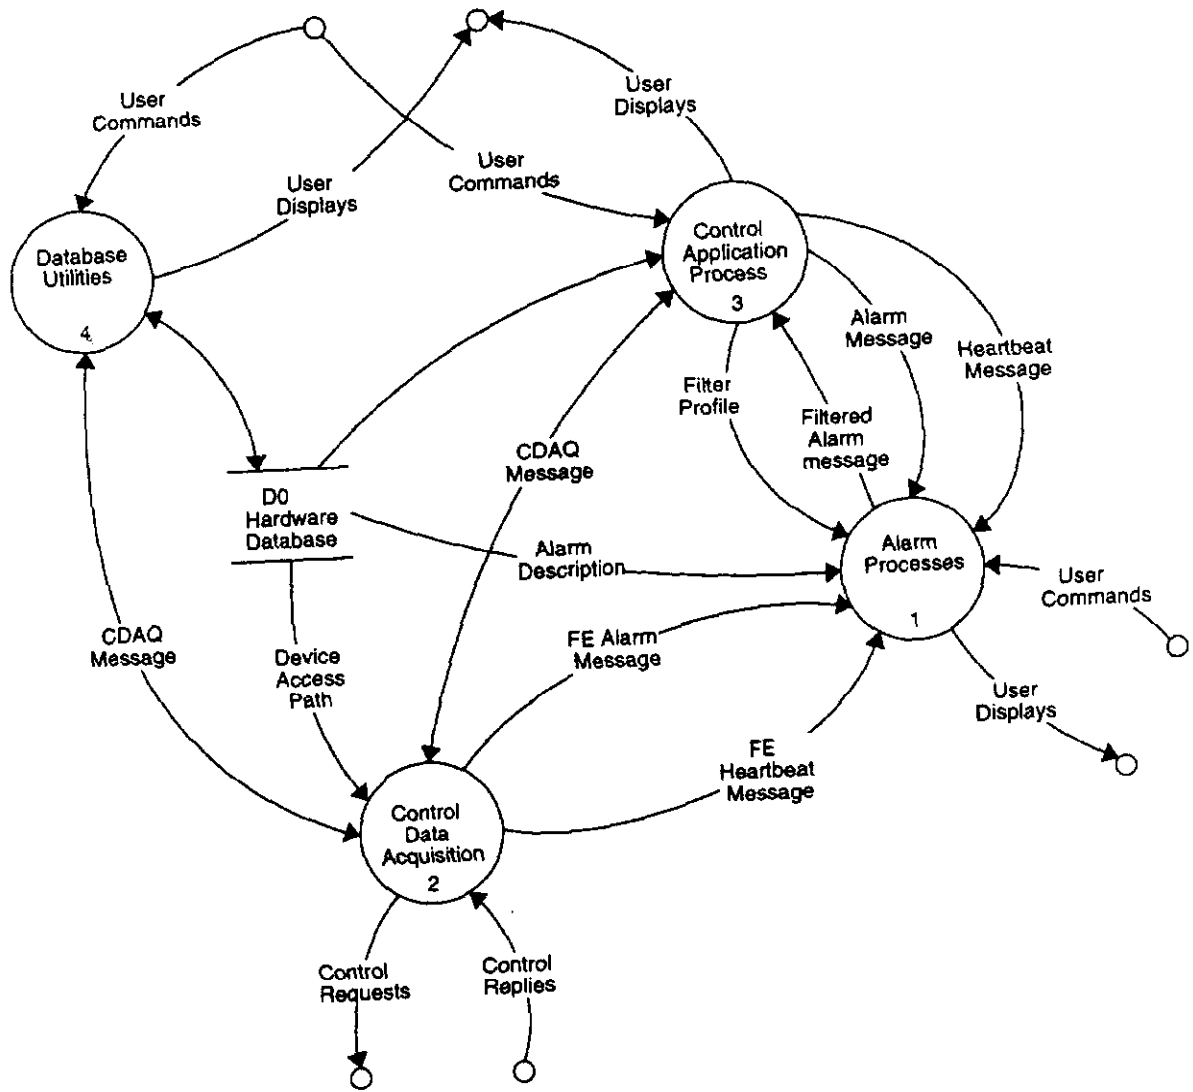 User
Commands
User
Displays
User
Displays
User
Commands
Database
Utilities
4
Control
Application
Process
3
Alarm
Message
Heartbeat
Message
Filter
Profile
Filtered
Alarm
message
CDAQ
Message
D0
Hardware
Database
Alarm
Description
Alarm
Processes
1
User
Commands
CDAQ
Message
Device
Access
Path
FE Alarm
Message
User
Displays
FE
Heartbeat
Message
Control
Data
Acquisition
2
Control
Requests
Control
Replies